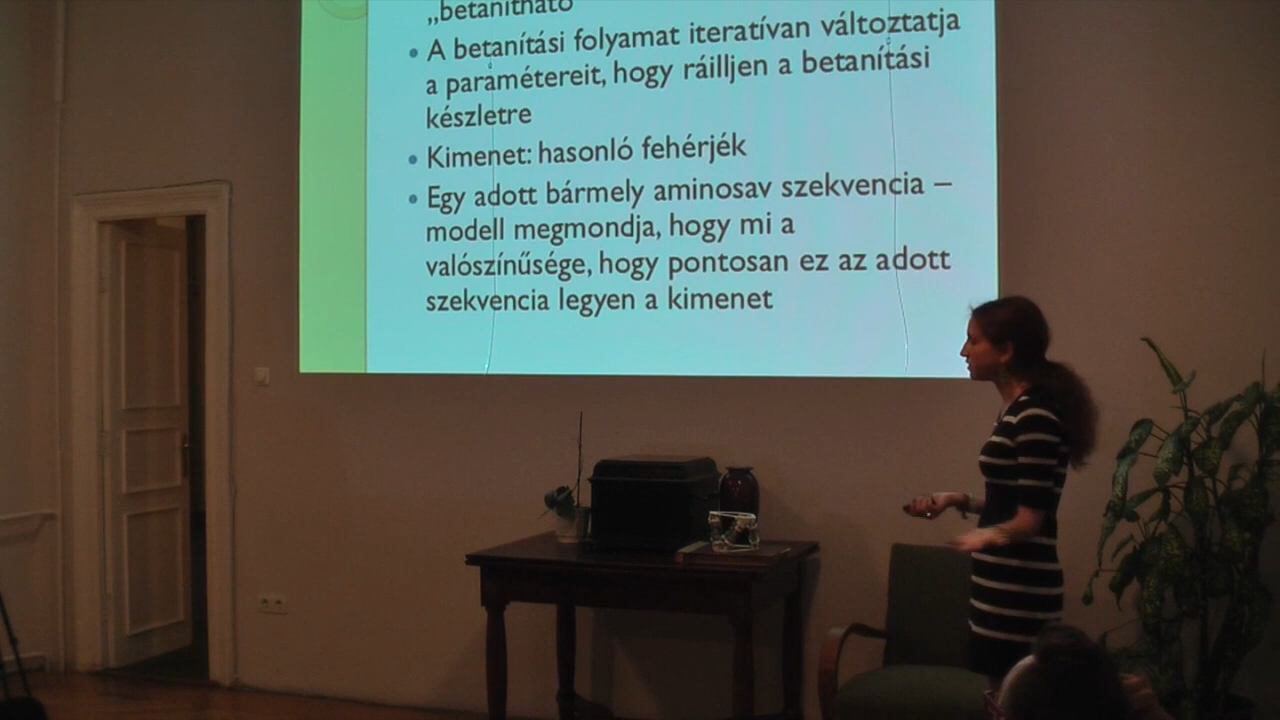 „betanítható
• A betanítási folyamat iteratívan változtatja
a paramétereit, hogy ráilljen a betanítási
készletre
• Kimenet: hasonló fehérjék
• Egy adott bármely aminosav szekvencia –
modell megmondja, hogy mi a
valószínűsége, hogy pontosan ez az adott
szekvencia legyen a kimenet